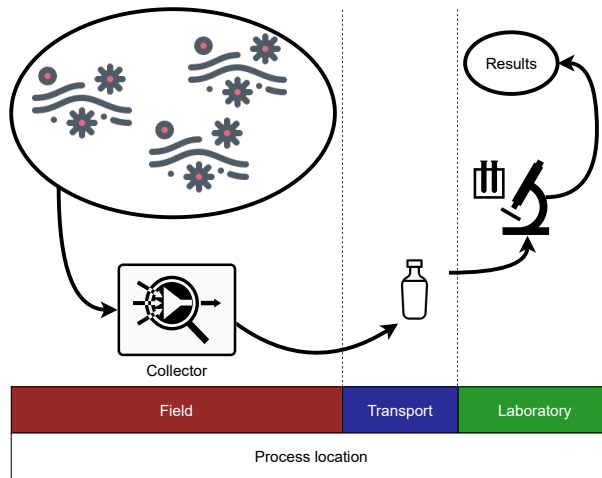 Results
Collector
Field
Transport
Laboratory
Process location